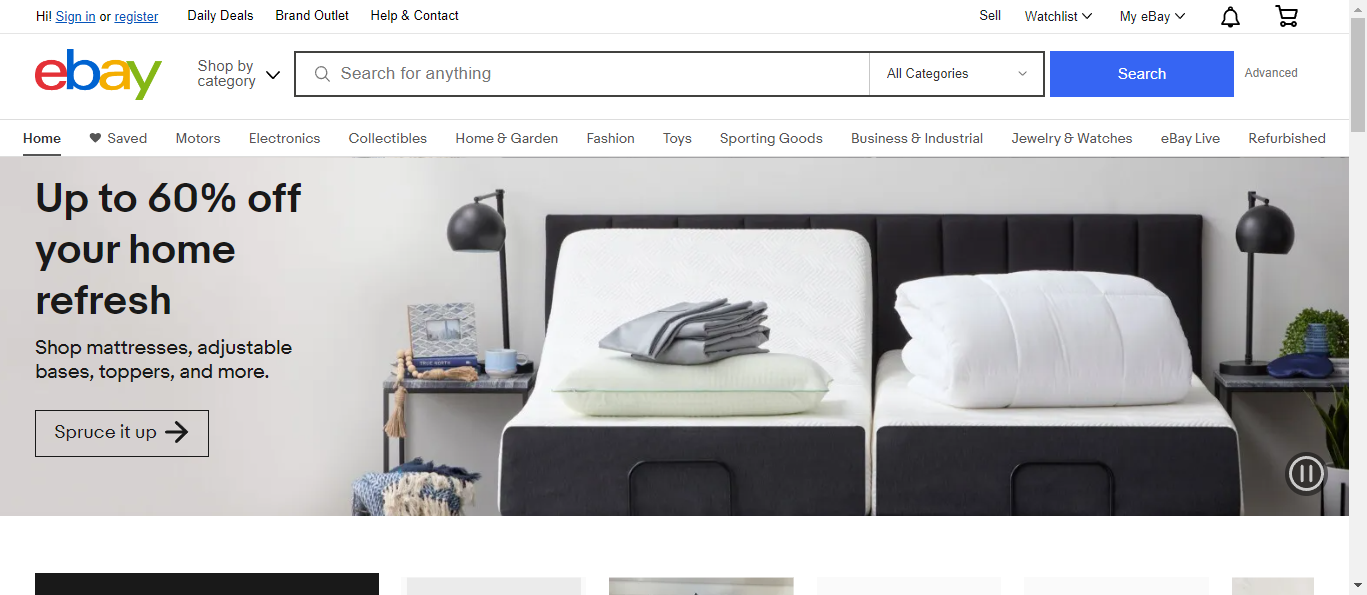 Hi! Sign in or register Daily Deals Brand Outlet Help & Contact Sell Watchlist My eBay
ebay
Shop by
category
Search for anything All Categories Search Advanced
Home Saved Motors Electronics Collectibles Home & Garden Fashion Toys Sporting Goods Business & Industrial Jewelry & Watches eBay Live Refurbished
Up to 60% off
your home
refresh
Shop mattresses, adjustable
bases, toppers, and more.
Spruce it up
TRUE NORTH